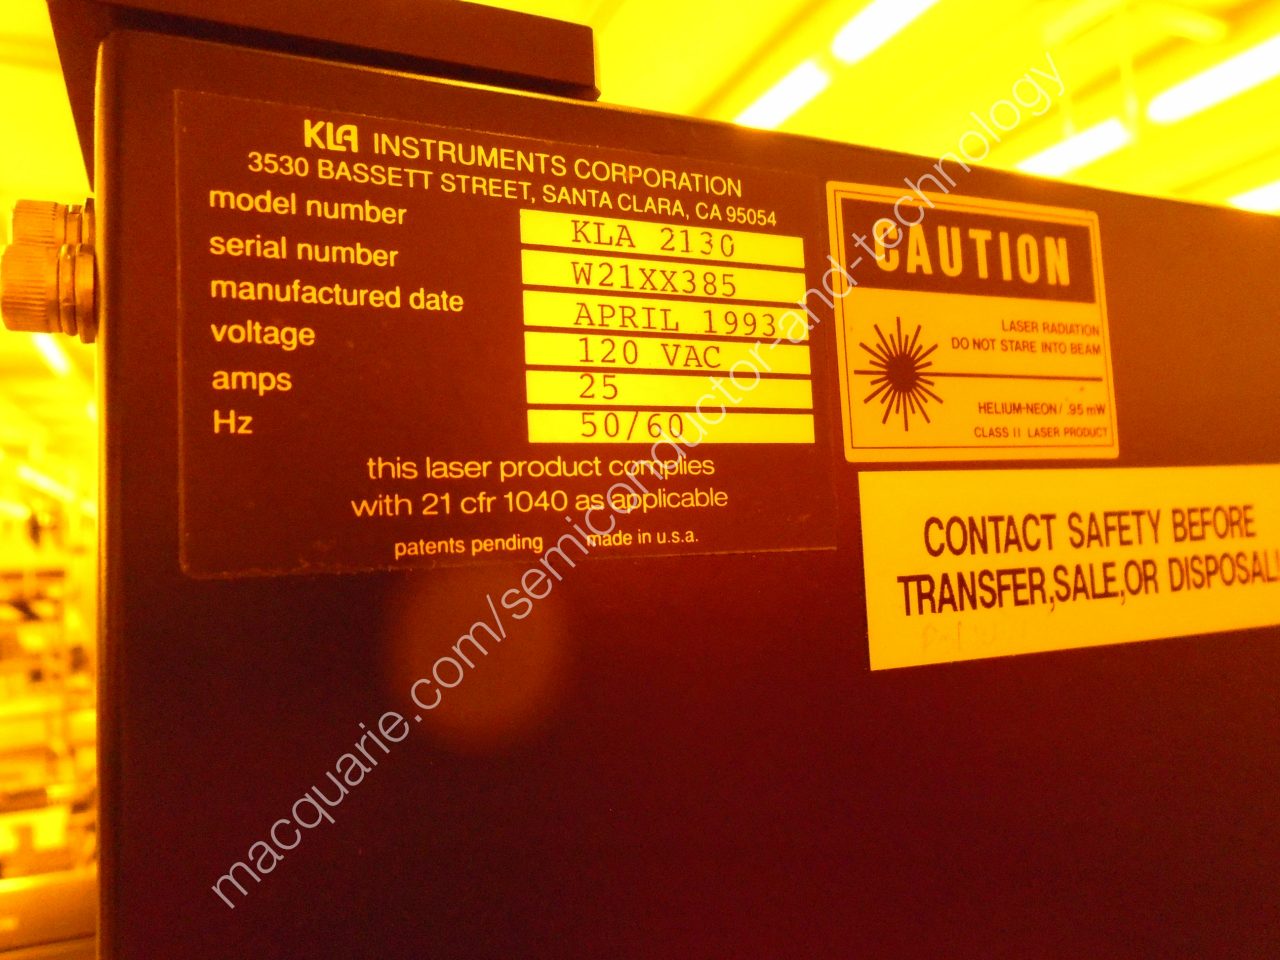 KLA INSTRUMENTS CORPORATION
3530 BASSETT STREET, SANTA CLARA, CA 95054
model number KLA 2130
serial number W21XX385
manufactured date APRIL 1993
voltage 120 VAC
amps 25
Hz 50/60
this laser product complies
with 21 cfr 1040 as applicable
patents pending made in u.s.a.
CAUTION
LASER RADIATION
DO NOT STARE INTO BEAM
HELIUM-NEON/ .95 mW
CLASS II LASER PRODUCT
CONTACT SAFETY BEFORE
TRANSFER,SALE,OR DISPOSAL
macquarie.com/semiconductor-and-technology